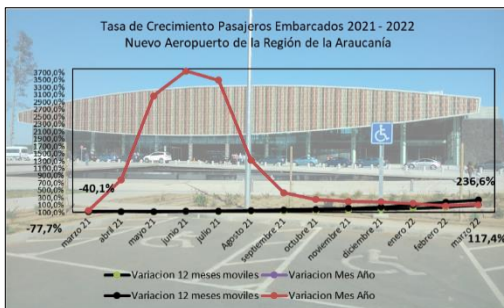 Tasa de Crecimiento Pasajeros Embarcados 2021 - 2022
Nuevo Aeropuerto de la Región de la Araucanía
3700,0%
3500,0%
3300,0%
3100,0%
2900,0%
2700,0%
2500,0%
2300,0%
2100,0%
1900,0%
1700,0%
1500,0%
1300,0%
1100,0%
900,0%
700,0%
500,0%
300,0%
100,0%
-100,0%
-40,1%
236,6%
-77,7%
117,4%
marzo 21
abril 21
mayo 21
junio 21
julio 21
Agosto 21
septiembre 21
octubre 21
noviembre 21
diciembre 21
enero 22
febrero 22
marzo 22
Variacion 12 meses moviles
Variacion Mes Año
Variacion 12 meses moviles
Variacion Mes Año